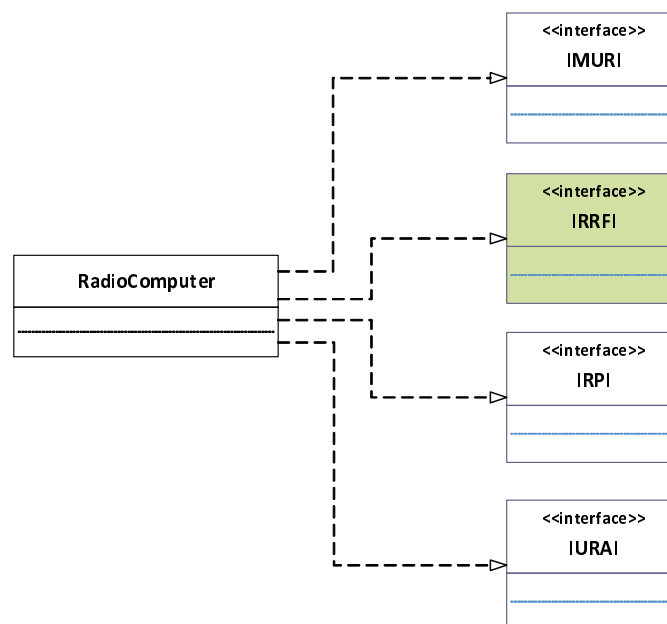 <<interface>>
IMURI
<<interface>>
IRRFI
RadioComputer
<<interface>>
IRPI
<<interface>>
IURAI